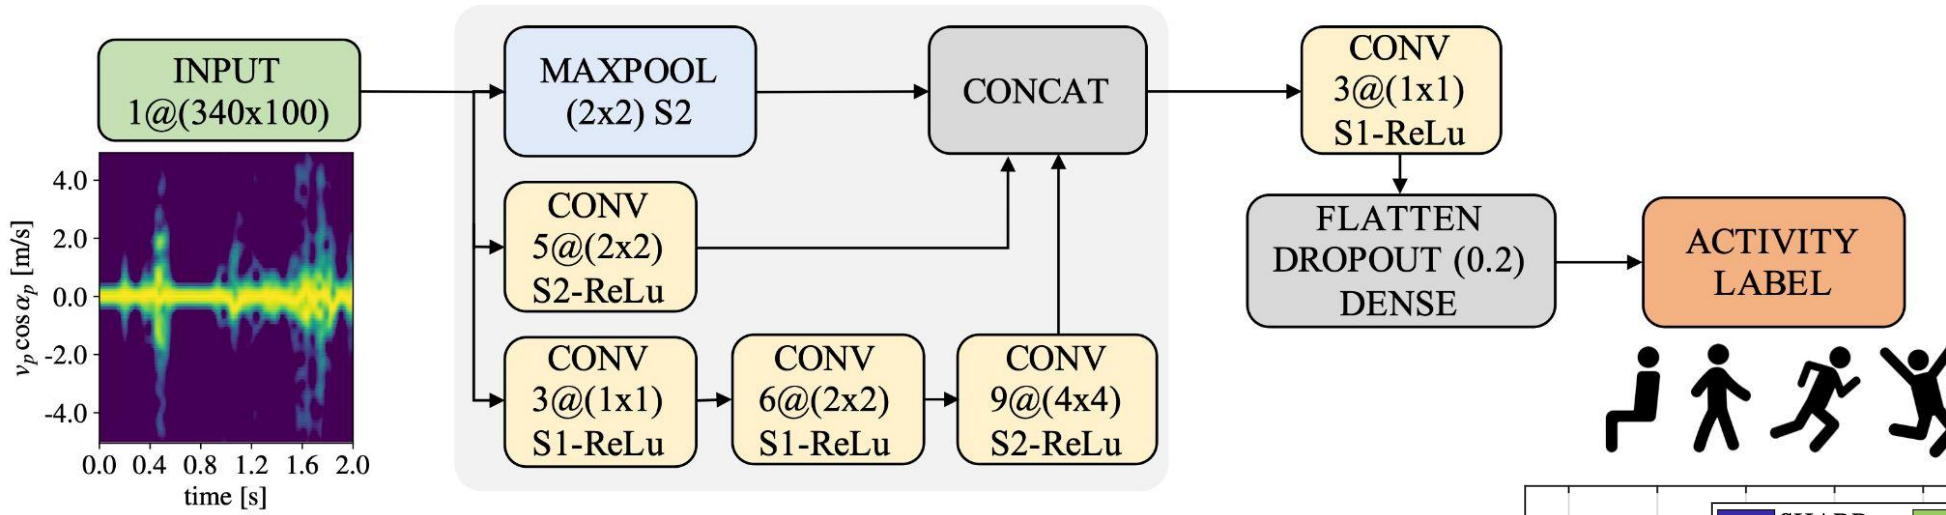 INPUT
1@(340x100)
MAXPOOL
(2x2) S2
CONCAT
CONV
3@(1x1)
S1-ReLu
CONV
5@(2x2)
S2-ReLu
CONV
3@(1x1)
S1-ReLu
CONV
6@(2x2)
S1-ReLu
CONV
9@(4x4)
S2-ReLu
FLATTEN
DROPOUT (0.2)
DENSE
ACTIVITY
LABEL
4.0
2.0
0.0
-2.0
-4.0
v_p cos α_p [m/s]
0.0 0.4 0.8 1.2 1.6 2.0
time [s]